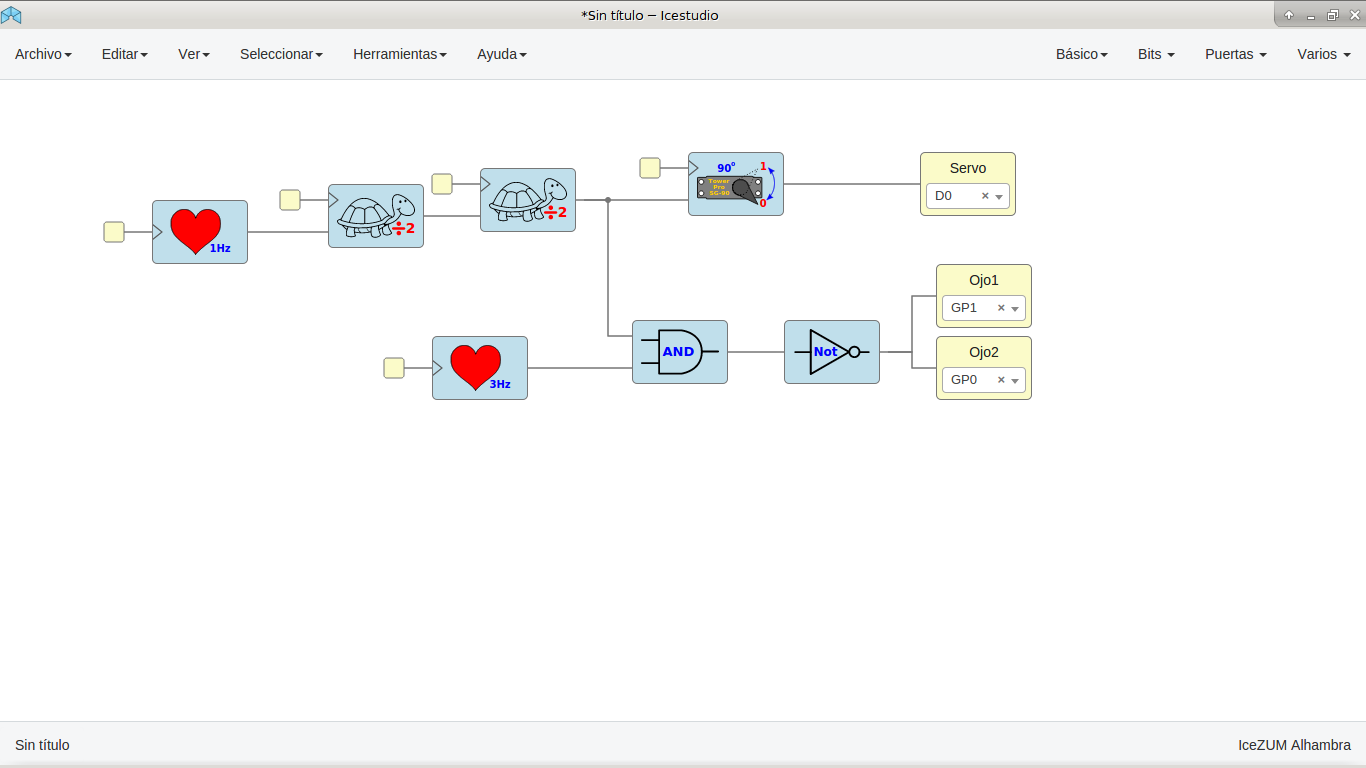 *Sin título – Icestudio
Archivo Editar Ver Seleccionar Herramientas Ayuda Básico Bits Puertas Varios
1Hz
÷2
÷2
90º 1
Tower
Pro
SG-90
0
Servo
D0 ×
Ojo1
GP1 ×
3Hz
AND
Not
Ojo2
GP0 ×
Sin título IceZUM Alhambra